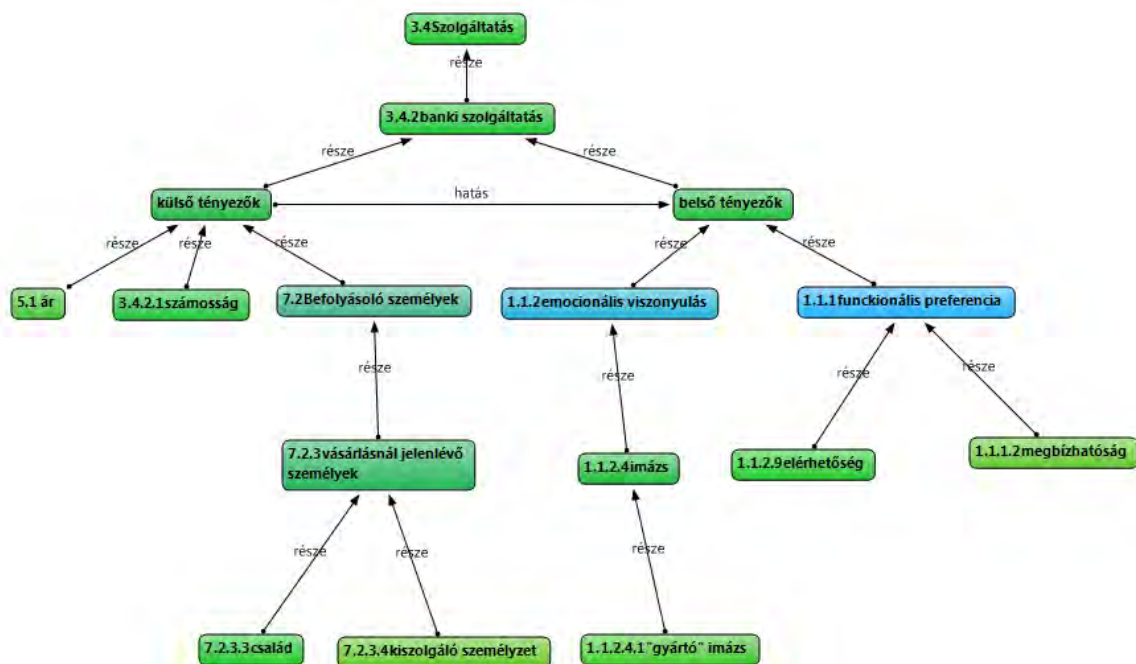 3.4Szolgáltatás
része
3.4.2banki szolgáltatás
része
része
külső tényezők
hatás
belső tényezők
része
része
része
része
része
5.1 ár
3.4.2.1számosság
7.2Befolyásoló személyek
1.1.2emocionális viszonyulás
1.1.1funckionális preferencia
része
része
része
része
7.2.3vásárlásnál jelenlévő
személyek
1.1.2.4imázs
1.1.2.9elérhetőség
1.1.1.2megbízhatóság
része
része
része
7.2.3.3család
7.2.3.4kiszolgáló személyzet
1.1.2.4.1"gyártó" imázs